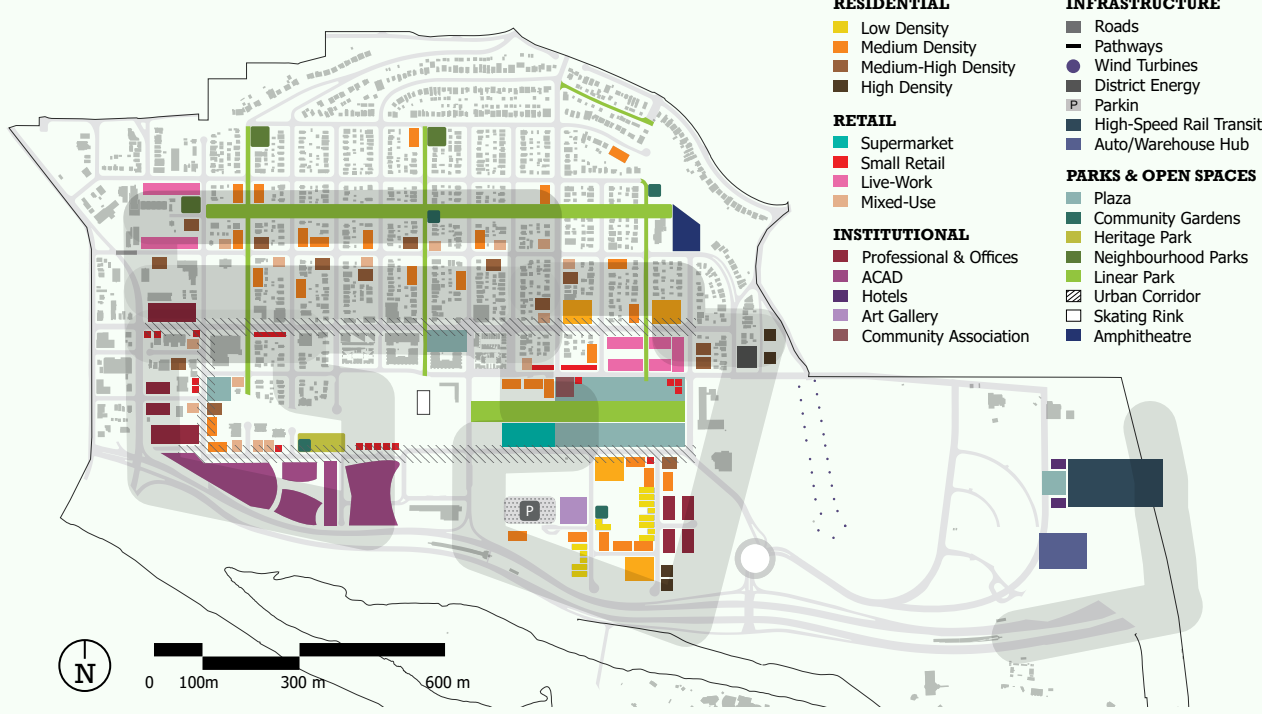 RESIDENTIAL
Low Density
Medium Density
Medium-High Density
High Density
RETAIL
Supermarket
Small Retail
Live-Work
Mixed-Use
INSTITUTIONAL
Professional & Offices
ACAD
Hotels
Art Gallery
Community Association
INFRASTRUCTURE
Roads
Pathways
Wind Turbines
District Energy
P Parkin
High-Speed Rail Transit
Auto/Warehouse Hub
PARKS & OPEN SPACES
Plaza
Community Gardens
Heritage Park
Neighbourhood Parks
Linear Park
Urban Corridor
Skating Rink
Amphitheatre
P
N
0 100m 300 m 600 m